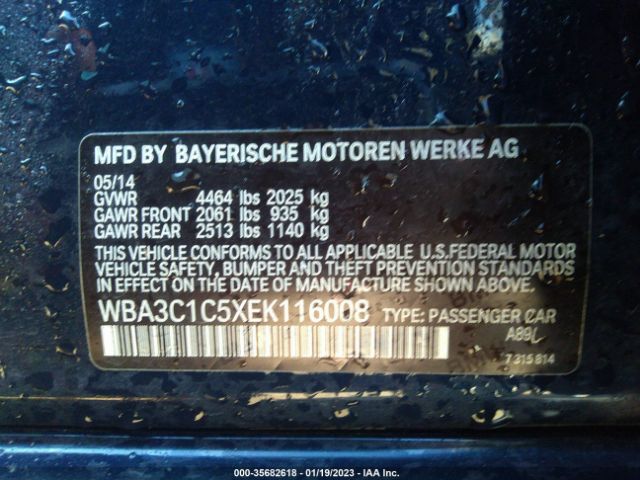 MFD BY BAYERISCHE MOTOREN WERKE AG
05/14
GVWR 4464 lbs 2025 kg
GAWR FRONT 2061 lbs 935 kg
GAWR REAR 2513 lbs 1140 kg
THIS VEHICLE CONFORMS TO ALL APPLICABLE U.S.FEDERAL MOTOR
VEHICLE SAFETY, BUMPER AND THEFT PREVENTION STANDARDS
IN EFFECT ON THE DATE OF MANUFACTURE SHOWN ABOVE.
WBA3C1C5XEK116008 TYPE: PASSENGER CAR
A89L
7 315 814
000-35682618 - 01/19/2023 - IAA Inc.